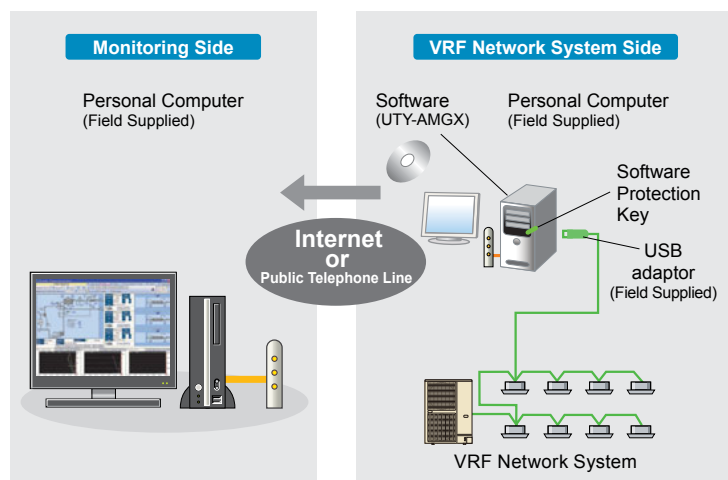 Monitoring Side
Personal Computer
(Field Supplied)
VRF Network System Side
Software
(UTY-AMGX)
Personal Computer
(Field Supplied)
Software
Protection
Key
USB
adaptor
(Field Supplied)
Internet
or
Public Telephone Line
VRF Network System